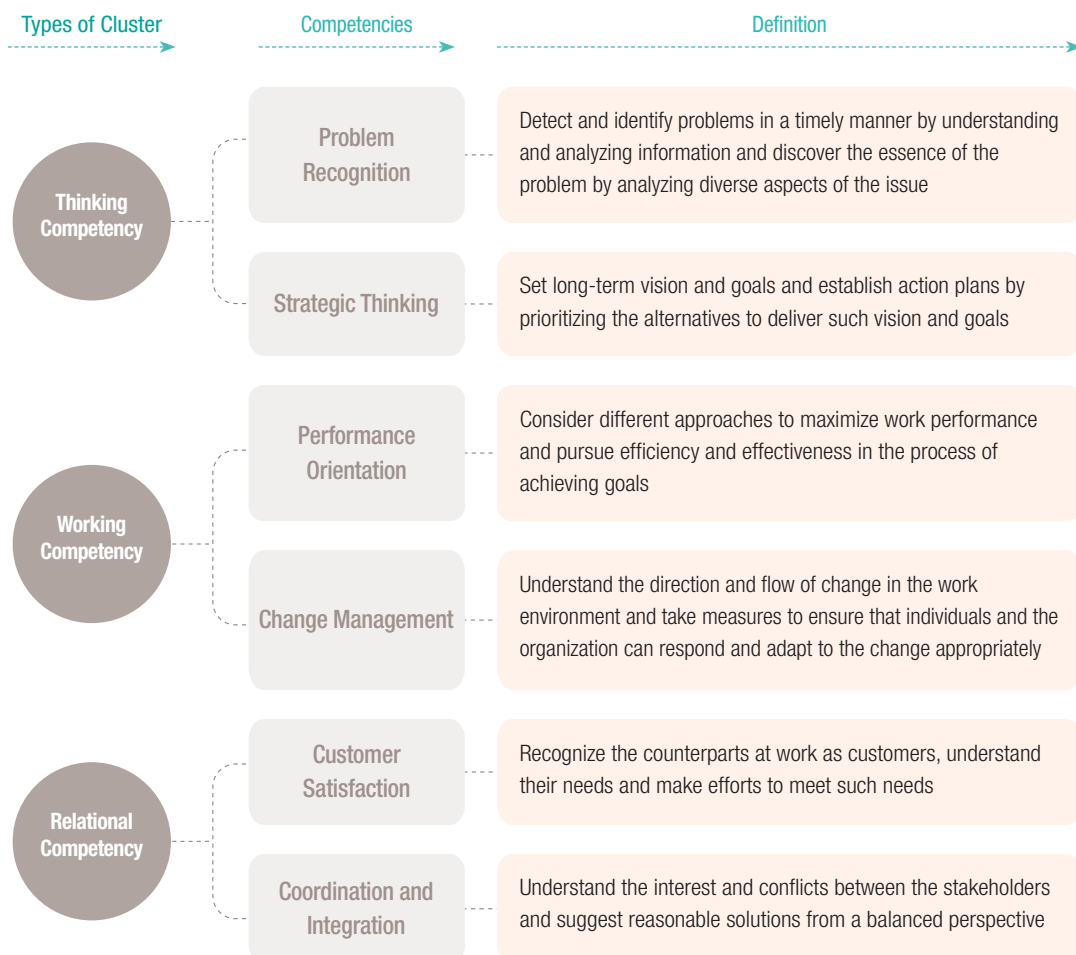 Types of Cluster
Competencies
Definition
Thinking
Competency
Problem
Recognition
Detect and identify problems in a timely manner by understanding
and analyzing information and discover the essence of the
problem by analyzing diverse aspects of the issue
Strategic Thinking
Set long-term vision and goals and establish action plans by
prioritizing the alternatives to deliver such vision and goals
Working
Competency
Performance
Orientation
Consider different approaches to maximize work performance
and pursue efficiency and effectiveness in the process of
achieving goals
Change Management
Understand the direction and flow of change in the work
environment and take measures to ensure that individuals and the
organization can respond and adapt to the change appropriately
Relational
Competency
Customer
Satisfaction
Recognize the counterparts at work as customers, understand
their needs and make efforts to meet such needs
Coordination and
Integration
Understand the interest and conflicts between the stakeholders
and suggest reasonable solutions from a balanced perspective